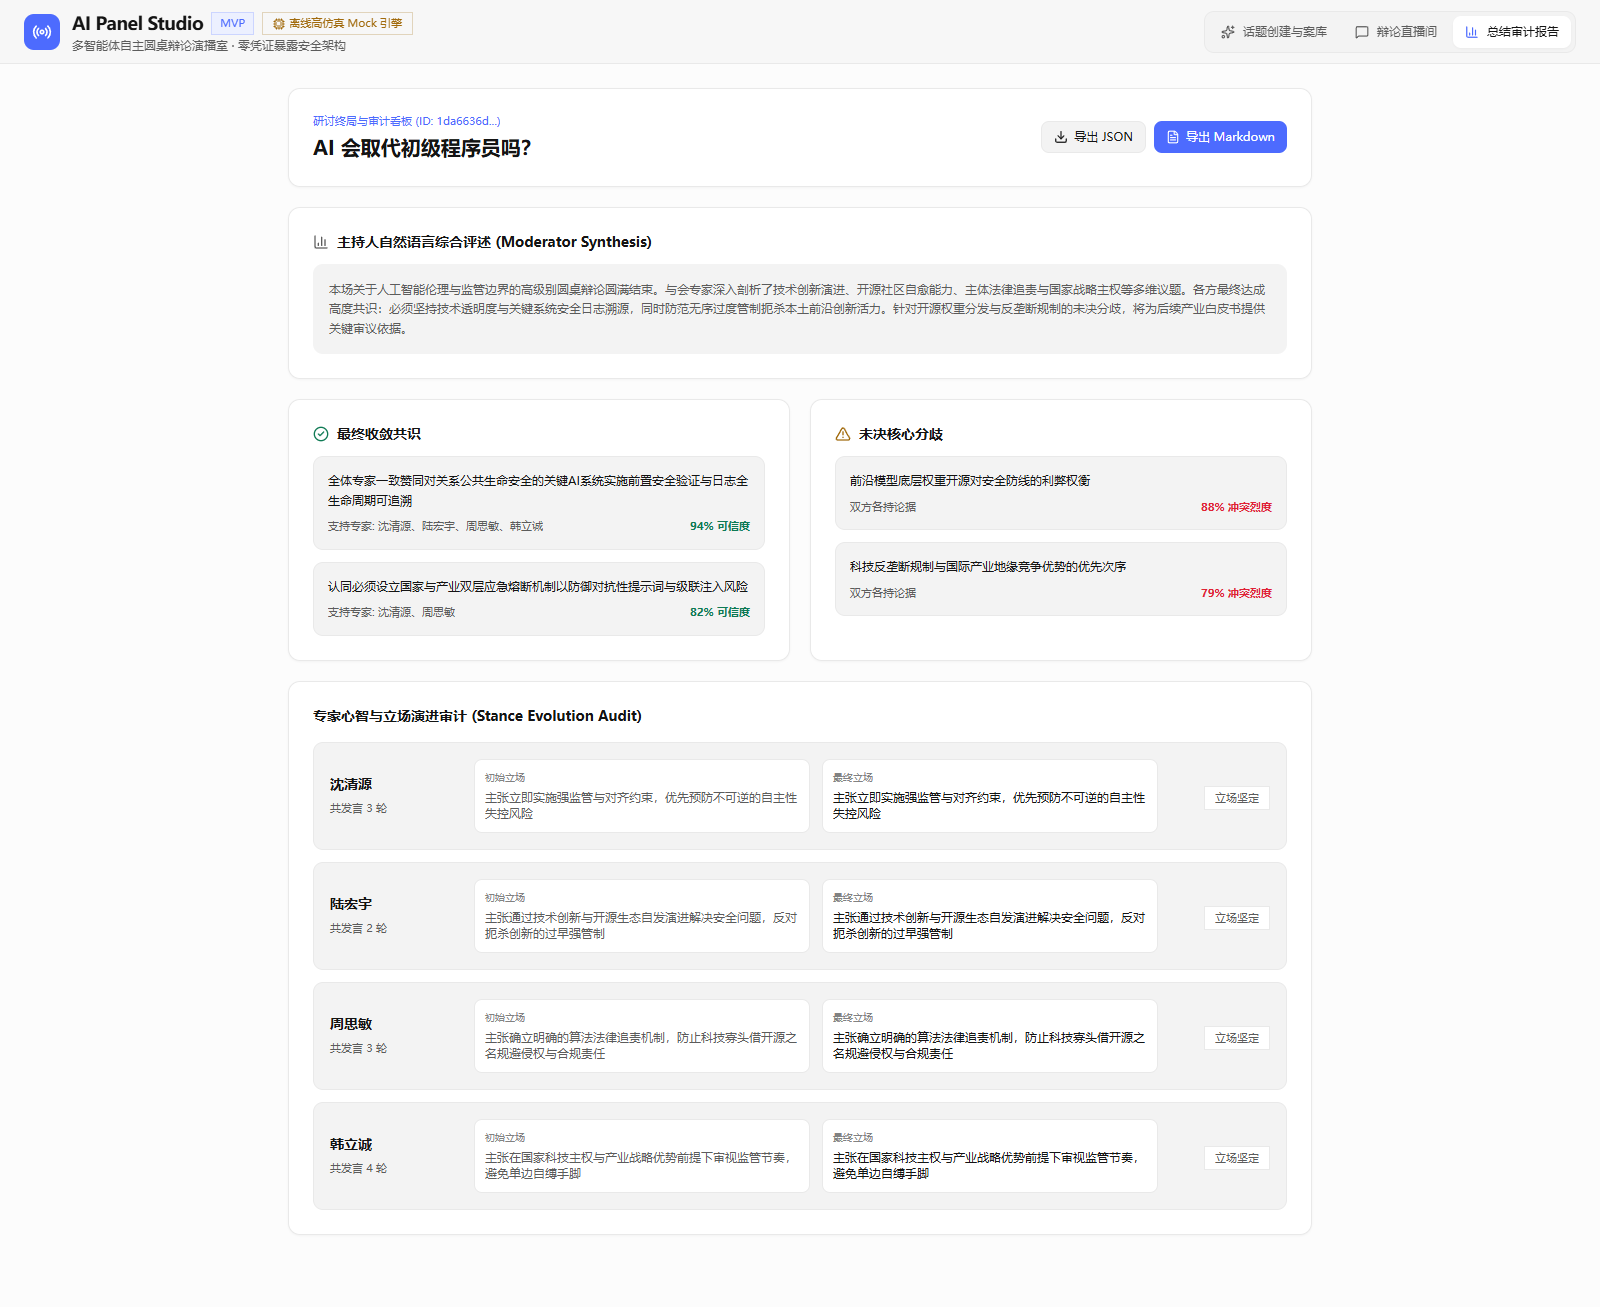 AI Panel Studio
MVP
离线高仿真 Mock 引擎
多智能体自主圆桌辩论演播室 · 零凭证暴露安全架构
话题创建与案库
辩论直播间
总结审计报告
研讨终局与审计看板 (ID: 1da6636d...)
AI 会取代初级程序员吗?
导出 JSON
导出 Markdown
主持人自然语言综合评述 (Moderator Synthesis)
本场关于人工智能伦理与监管边界的高级别圆桌辩论圆满结束。与会专家深入剖析了技术创新演进、开源社区自愈能力、主体法律追责与国家战略主权等多维议题。各方最终达成
高度共识：必须坚持技术透明度与关键系统安全日志溯源，同时防范无序过度管制扼杀本土前沿创新活力。针对开源权重分发与反垄断规制的未决分歧，将为后续产业白皮书提供
关键审议依据。
最终收敛共识
全体专家一致赞同对关系公共生命安全的关键AI系统实施前置安全验证与日志全
生命周期可追溯
支持专家: 沈清源、陆宏宇、周思敏、韩立诚
94% 可信度
认同必须设立国家与产业双层应急熔断机制以防御对抗性提示词与级联注入风险
支持专家: 沈清源、周思敏
82% 可信度
未决核心分歧
前沿模型底层权重开源对安全防线的利弊权衡
双方各持论据
88% 冲突烈度
科技反垄断规制与国际产业地缘竞争优势的优先次序
双方各持论据
79% 冲突烈度
专家心智与立场演进审计 (Stance Evolution Audit)
沈清源
共发言 3 轮
初始立场
主张立即实施强监管与对齐约束，优先预防不可逆的自主性
失控风险
最终立场
主张立即实施强监管与对齐约束，优先预防不可逆的自主性
失控风险
立场坚定
陆宏宇
共发言 2 轮
初始立场
主张通过技术创新与开源生态自发演进解决安全问题，反对
扼杀创新的过早强管制
最终立场
主张通过技术创新与开源生态自发演进解决安全问题，反对
扼杀创新的过早强管制
立场坚定
周思敏
共发言 3 轮
初始立场
主张确立明确的算法法律追责机制，防止科技寡头借开源之
名规避侵权与合规责任
最终立场
主张确立明确的算法法律追责机制，防止科技寡头借开源之
名规避侵权与合规责任
立场坚定
韩立诚
共发言 4 轮
初始立场
主张在国家科技主权与产业战略优势前提下审视监管节奏，
避免单边自缚手脚
最终立场
主张在国家科技主权与产业战略优势前提下审视监管节奏，
避免单边自缚手脚
立场坚定